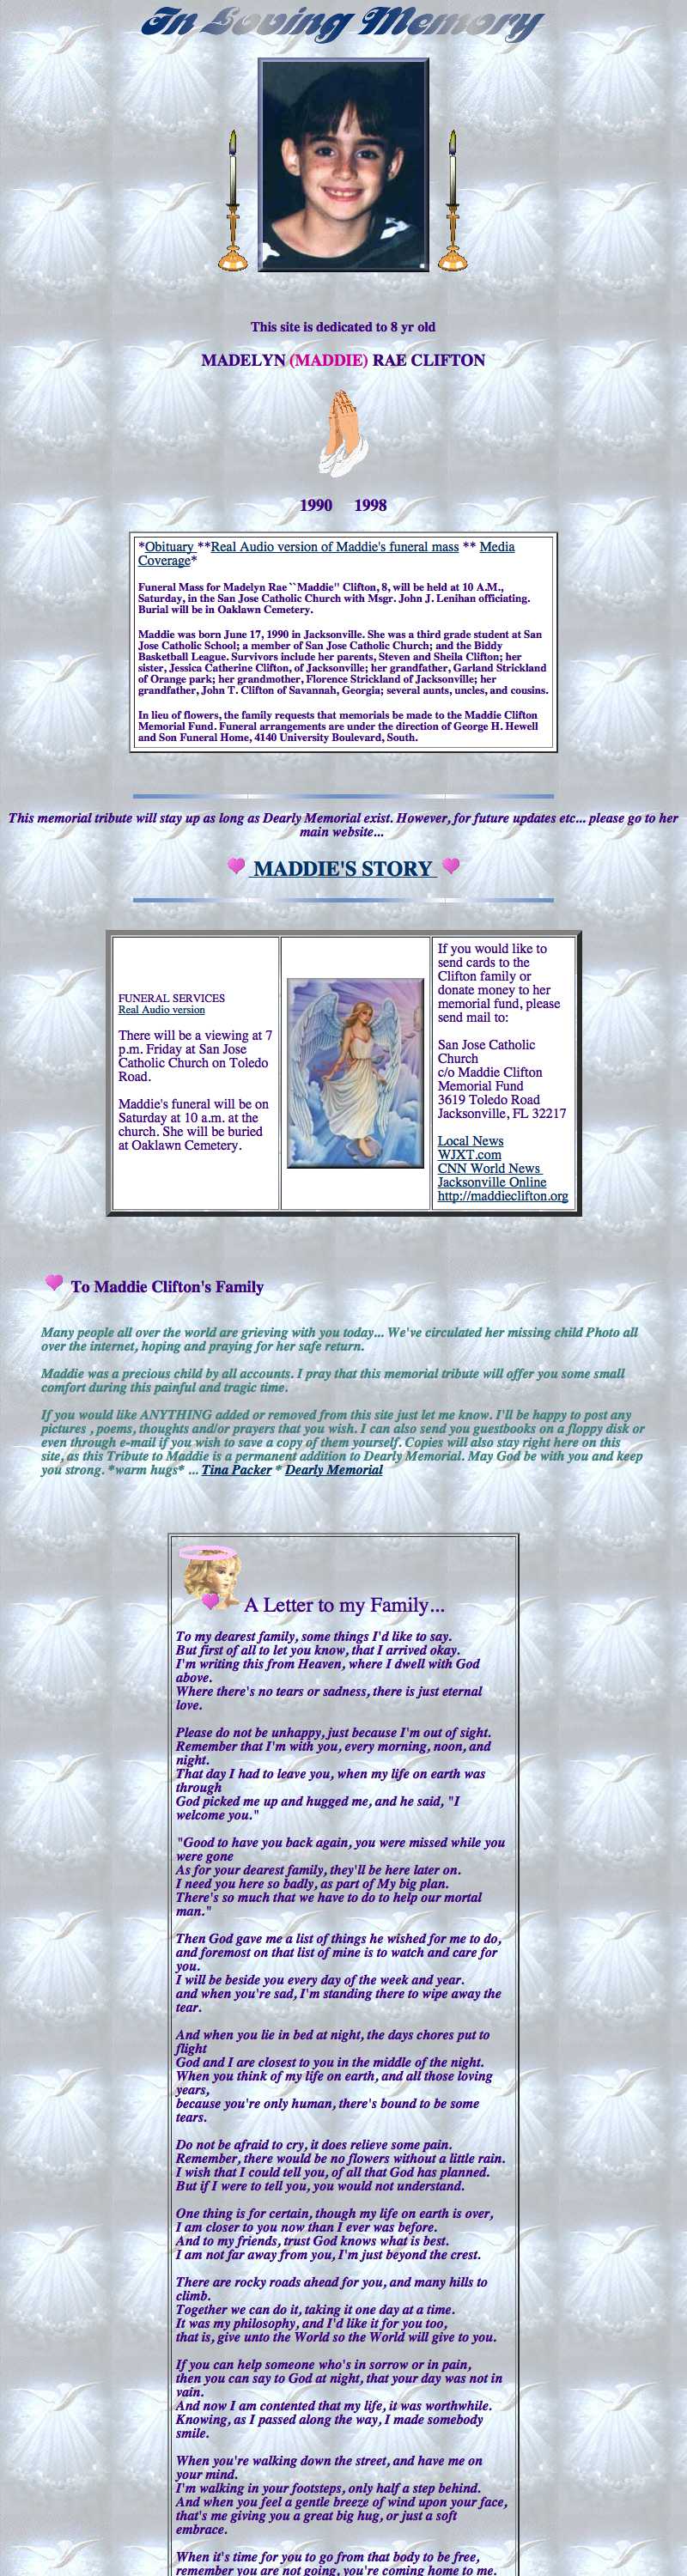 In Loving Memory
This site is dedicated to 8 yr old
MADELYN (MADDIE) RAE CLIFTON
1990 1998
*Obituary **Real Audio version of Maddie's funeral mass ** Media
Coverage*
Funeral Mass for Madelyn Rae ``Maddie'' Clifton, 8, will be held at 10 A.M.,
Saturday, in the San Jose Catholic Church with Msgr. John J. Lenihan officiating.
Burial will be in Oaklawn Cemetery.
Maddie was born June 17, 1990 in Jacksonville. She was a third grade student at San
Jose Catholic School; a member of San Jose Catholic Church; and the Biddy
Basketball League. Survivors include her parents, Steven and Sheila Clifton; her
sister, Jessica Catherine Clifton, of Jacksonville; her grandfather, Garland Strickland
of Orange park; her grandmother, Florence Strickland of Jacksonville; her
grandfather, John T. Clifton of Savannah, Georgia; several aunts, uncles, and cousins.
In lieu of flowers, the family requests that memorials be made to the Maddie Clifton
Memorial Fund. Funeral arrangements are under the direction of George H. Hewell
and Son Funeral Home, 4140 University Boulevard, South.
This memorial tribute will stay up as long as Dearly Memorial exist. However, for future updates etc... please go to her
main website...
MADDIE'S STORY
FUNERAL SERVICES
Real Audio version
There will be a viewing at 7
p.m. Friday at San Jose
Catholic Church on Toledo
Road.
Maddie's funeral will be on
Saturday at 10 a.m. at the
church. She will be buried
at Oaklawn Cemetery.
If you would like to
send cards to the
Clifton family or
donate money to her
memorial fund, please
send mail to:
San Jose Catholic
Church
c/o Maddie Clifton
Memorial Fund
3619 Toledo Road
Jacksonville, FL 32217
Local News
WJXT.com
CNN World News
Jacksonville Online
http://maddieclifton.org
To Maddie Clifton's Family
Many people all over the world are grieving with you today... We've circulated her missing child Photo all
over the internet, hoping and praying for her safe return.
Maddie was a precious child by all accounts. I pray that this memorial tribute will offer you some small
comfort during this painful and tragic time.
If you would like ANYTHING added or removed from this site just let me know. I'll be happy to post any
pictures , poems, thoughts and/or prayers that you wish. I can also send you guestbooks on a floppy disk or
even through e-mail if you wish to save a copy of them yourself. Copies will also stay right here on this
site, as this Tribute to Maddie is a permanent addition to Dearly Memorial. May God be with you and keep
you strong. *warm hugs* ... Tina Packer * Dearly Memorial
A Letter to my Family...
To my dearest family, some things I'd like to say.
But first of all to let you know, that I arrived okay.
I'm writing this from Heaven, where I dwell with God
above.
Where there's no tears or sadness, there is just eternal
love.
Please do not be unhappy, just because I'm out of sight.
Remember that I'm with you, every morning, noon, and
night.
That day I had to leave you, when my life on earth was
through
God picked me up and hugged me, and he said, "I
welcome you."
"Good to have you back again, you were missed while you
were gone
As for your dearest family, they'll be here later on.
I need you here so badly, as part of My big plan.
There's so much that we have to do to help our mortal
man."
Then God gave me a list of things he wished for me to do,
and foremost on that list of mine is to watch and care for
you.
I will be beside you every day of the week and year.
and when you're sad, I'm standing there to wipe away the
tear.
And when you lie in bed at night, the days chores put to
flight
God and I are closest to you in the middle of the night.
When you think of my life on earth, and all those loving
years,
because you're only human, there's bound to be some
tears.
Do not be afraid to cry, it does relieve some pain.
Remember, there would be no flowers without a little rain.
I wish that I could tell you, of all that God has planned.
But if I were to tell you, you would not understand.
One thing is for certain, though my life on earth is over,
I am closer to you now than I ever was before.
And to my friends, trust God knows what is best.
I am not far away from you, I'm just beyond the crest.
There are rocky roads ahead for you, and many hills to
climb.
Together we can do it, taking it one day at a time.
It was my philosophy, and I'd like it for you too,
that is, give unto the World so the World will give to you.
If you can help someone who's in sorrow or in pain,
then you can say to God at night, that your day was not in
vain.
And now I am contented that my life, it was worthwhile.
Knowing, as I passed along the way, I made somebody
smile.
When you're walking down the street, and have me on
your mind.
I'm walking in your footsteps, only half a step behind.
And when you feel a gentle breeze of wind upon your face,
that's me giving you a great big hug, or just a soft
embrace.
When it's time for you to go from that body to be free,
remember you are not going, you're coming home to me.